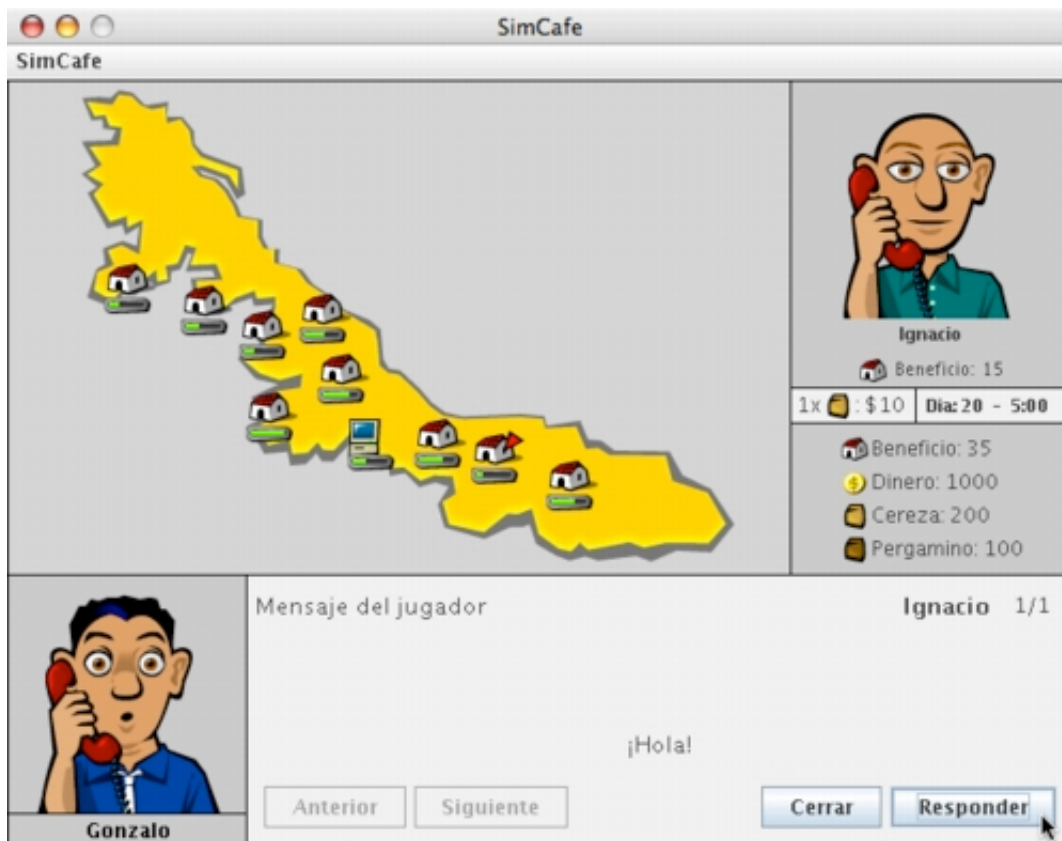 SimCafe
SimCafe
Ignacio
Beneficio: 15
1x : $10
Dia: 20 - 5:00
Beneficio: 35
$ Dinero: 1000
Cereza: 200
Pergamino: 100
Mensaje del jugador
Ignacio 1/1
¡Hola!
Anterior Siguiente Cerrar Responder
Gonzalo